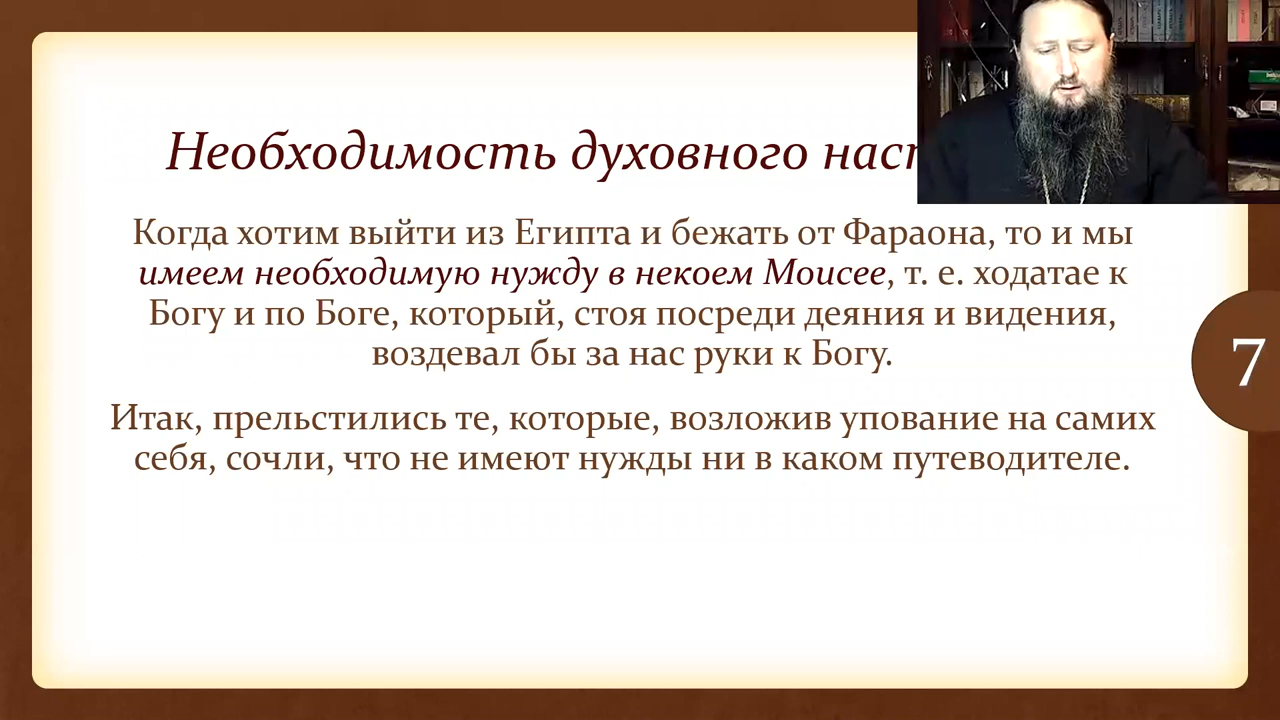 Необходимость духовного
Когда хотим выйти из Египта и бежать от Фараона, то и мы
имеем необходимую нужду в некоем Моисее, т. е. ходатае к
Богу и по Боге, который, стоя посреди деяния и видения,
воздевал бы за нас руки к Богу.
Итак, прельстились те, которые, возложив упование на самих
себя, сочли, что не имеют нужды ни в каком путеводителе.
7